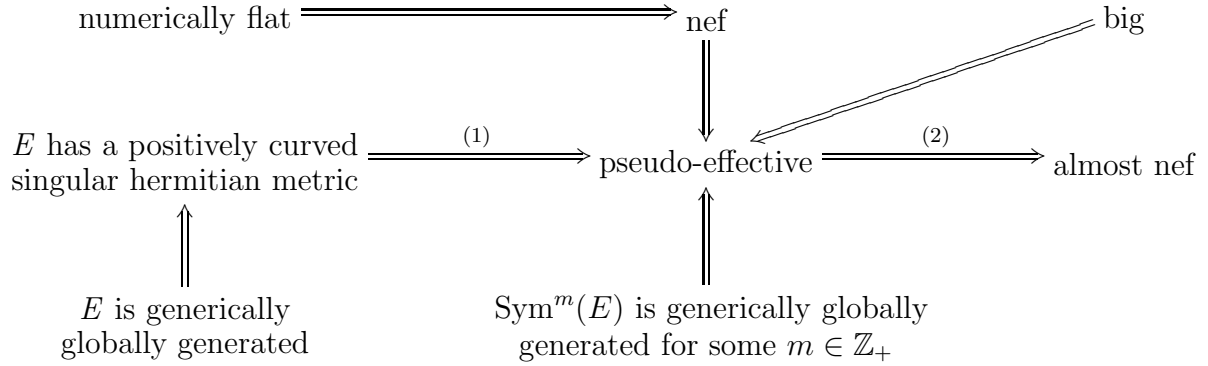 numerically flat
nef
big
E has a positively curved
singular hermitian metric
(1)
pseudo-effective
(2)
almost nef
E is generically
globally generated
Sym^m(E) is generically globally
generated for some m ∈ ℤ₊